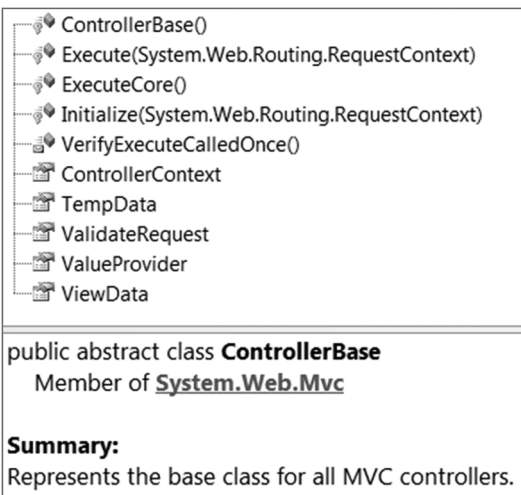 ControllerBase()
Execute(System.Web.Routing.RequestContext)
ExecuteCore()
Initialize(System.Web.Routing.RequestContext)
VerifyExecuteCalledOnce()
ControllerContext
TempData
ValidateRequest
ValueProvider
ViewData
public abstract class ControllerBase
Member of System.Web.Mvc
Summary:
Represents the base class for all MVC controllers.